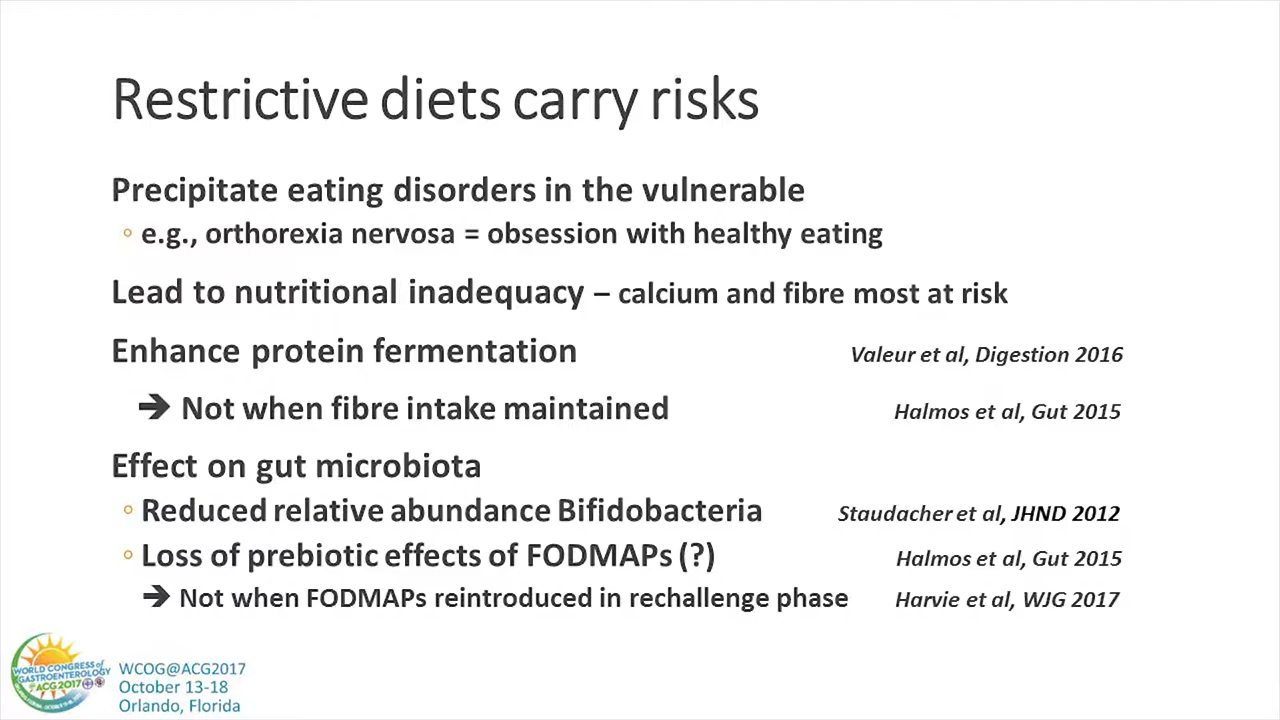 Restrictive diets carry risks
Precipitate eating disorders in the vulnerable
◦ e.g., orthorexia nervosa = obsession with healthy eating
Lead to nutritional inadequacy – calcium and fibre most at risk
Enhance protein fermentation Valeur et al, Digestion 2016
➔ Not when fibre intake maintained Halmos et al, Gut 2015
Effect on gut microbiota
◦ Reduced relative abundance Bifidobacteria Staudacher et al, JHND 2012
◦ Loss of prebiotic effects of FODMAPs (?) Halmos et al, Gut 2015
➔ Not when FODMAPs reintroduced in rechallenge phase Harvie et al, WJG 2017
WORLD CONGRESS of
GASTROENTEROLOGY
ACG2017
WCOG@ACG2017
October 13-18
Orlando, Florida